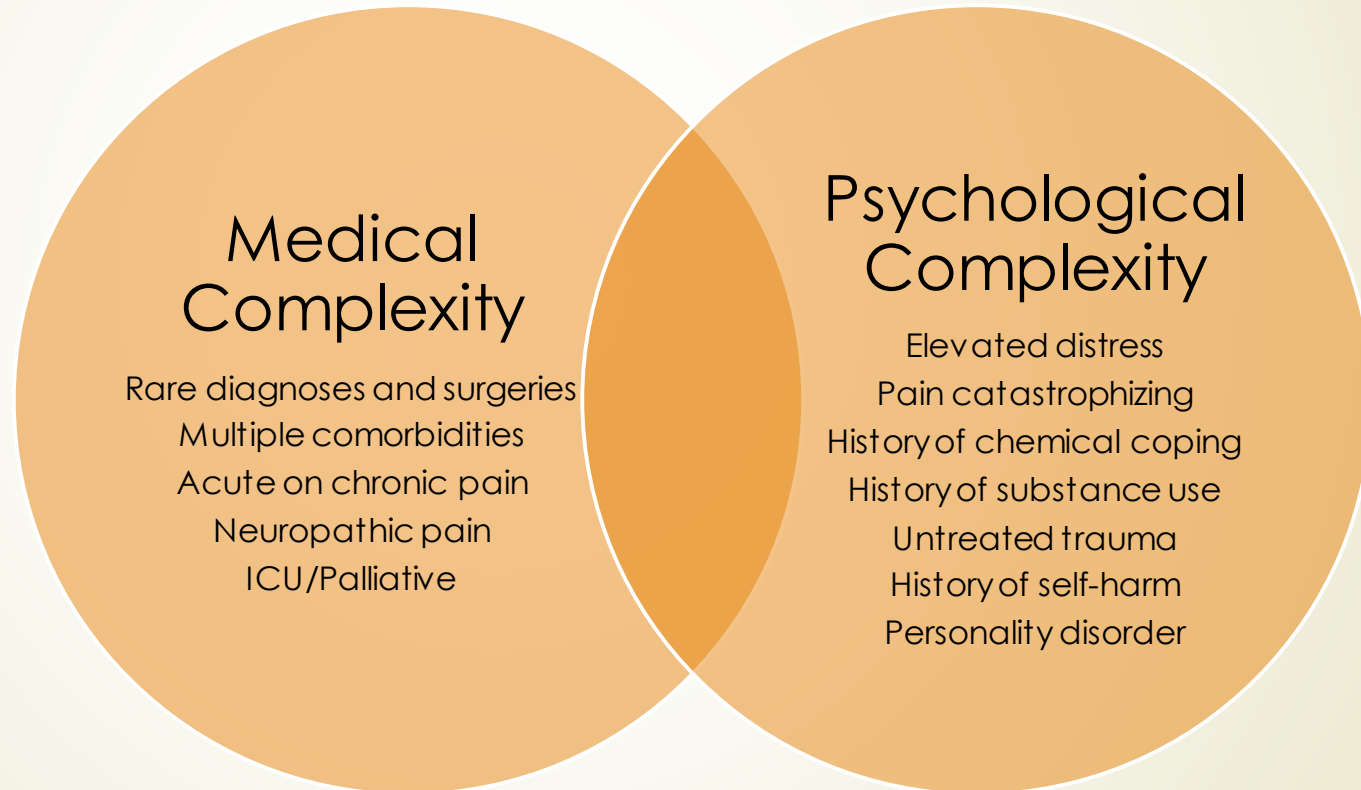 Medical
Complexity
Rare diagnoses and surgeries
Multiple comorbidities
Acute on chronic pain
Neuropathic pain
ICU/Palliative
Psychological
Complexity
Elevated distress
Pain catastrophizing
History of chemical coping
History of substance use
Untreated trauma
History of self-harm
Personality disorder